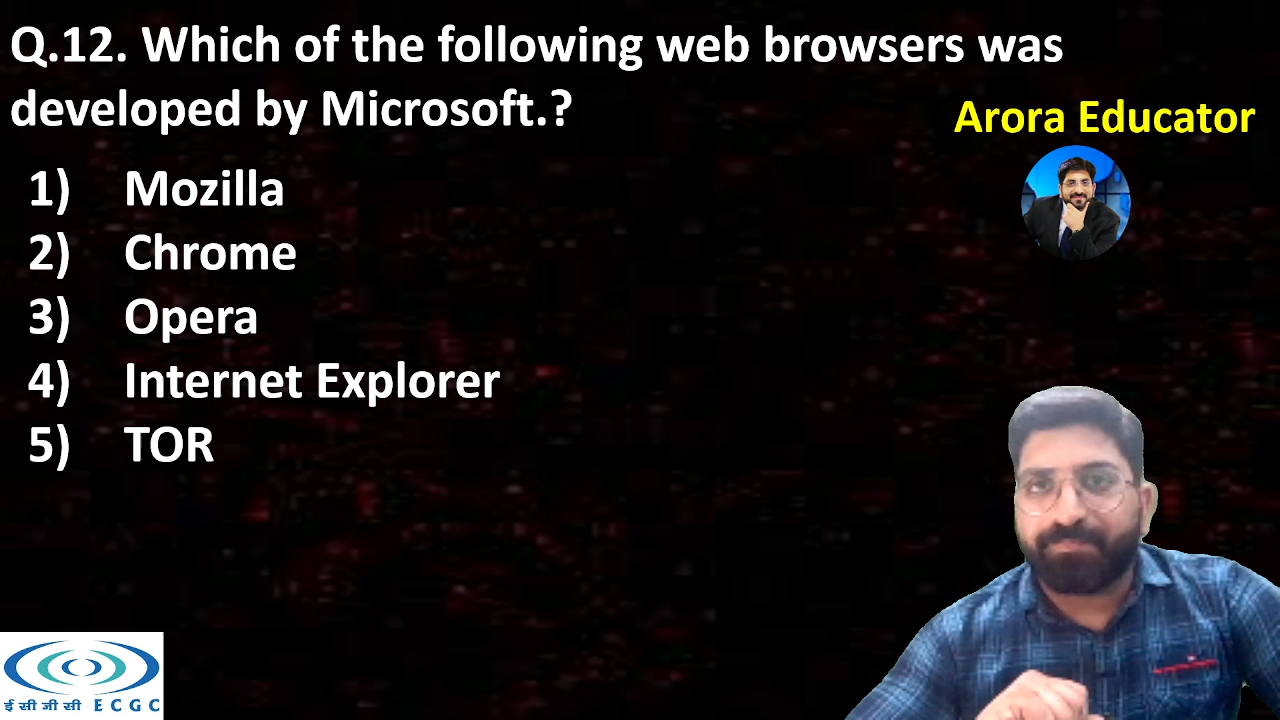 Q.12. Which of the following web browsers was
developed by Microsoft.?
Arora Educator
1) Mozilla
2) Chrome
3) Opera
4) Internet Explorer
5) TOR
ई सी जी सी ECGC